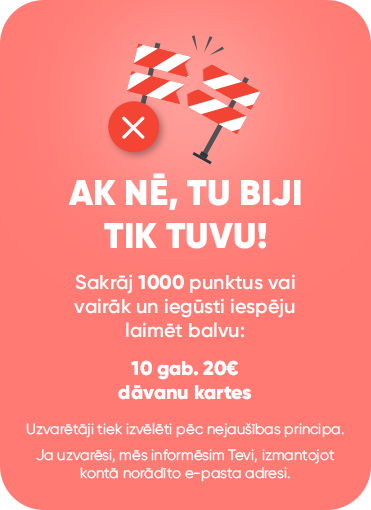 AK NĒ, TU BIJI
TIK TUVU!
Sakrāj 1000 punktus vai
vairāk un iegūsti iespēju
laimēt balvu:
10 gab. 20€
dāvanu kartes
Uzvarētāji tiek izvēlēti pēc nejaušības principa.
Ja uzvarēsi, mēs informēsim Tevi, izmantojot
kontā norādīto e-pasta adresi.